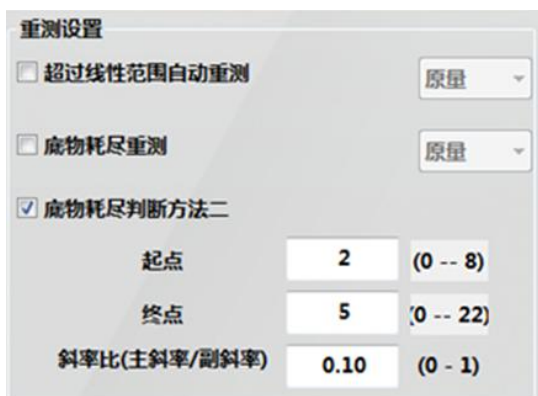 重测设置
超过线性范围自动重测 原量
底物耗尽重测 原量
底物耗尽判断方法二
起点 2 (0 -- 8)
终点 5 (0 -- 22)
斜率比(主斜率/副斜率) 0.10 (0 - 1)